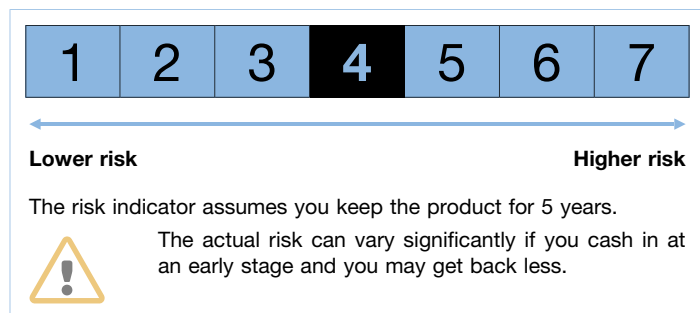 1 2 3 4 5 6 7
Lower risk Higher risk
The risk indicator assumes you keep the product for 5 years.
The actual risk can vary significantly if you cash in at
an early stage and you may get back less.